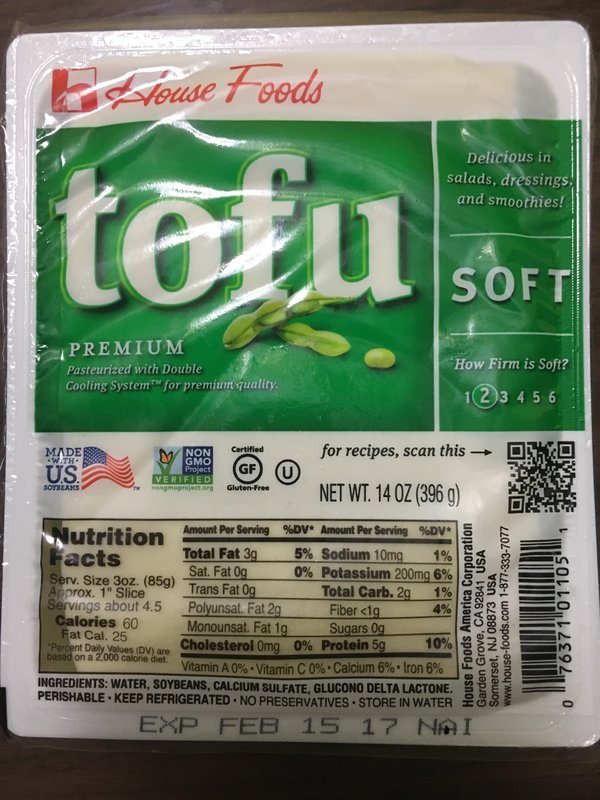 House Foods
tofu
PREMIUM
Pasteurized with Double
Cooling System™ for premium quality.
Delicious in
salads, dressings,
and smoothies!
SOFT
How Firm is Soft?
1 2 3 4 5 6
MADE
WITH
U.S.
SOYBEANS
TM
NON
GMO
Project
VERIFIED
nongmoproject.org
Certified
GF
Gluten-Free
U
for recipes, scan this →
NET WT. 14 OZ (396 g)
Nutrition
Facts
Serv. Size 3oz. (85g)
Approx. 1" Slice
Servings about 4.5
Calories 60
Fat Cal. 25
*Percent Daily Values (DV) are
based on a 2,000 calorie diet.
Amount Per Serving %DV* Amount Per Serving %DV*
Total Fat 3g 5% Sodium 10mg 1%
Sat. Fat 0g 0% Potassium 200mg 6%
Trans Fat 0g Total Carb. 2g 1%
Polyunsat. Fat 2g Fiber <1g 4%
Monounsat. Fat 1g Sugars 0g
Cholesterol 0mg 0% Protein 5g 10%
Vitamin A 0% • Vitamin C 0% • Calcium 6% • Iron 6%
House Foods America Corporation
Garden Grove, CA 92841 USA
Somerset, NJ 08873 USA
www.house-foods.com 1-877-333-7077
0 76371 01105 1
INGREDIENTS: WATER, SOYBEANS, CALCIUM SULFATE, GLUCONO DELTA LACTONE.
PERISHABLE • KEEP REFRIGERATED • NO PRESERVATIVES • STORE IN WATER
EXP FEB 15 17 NAI